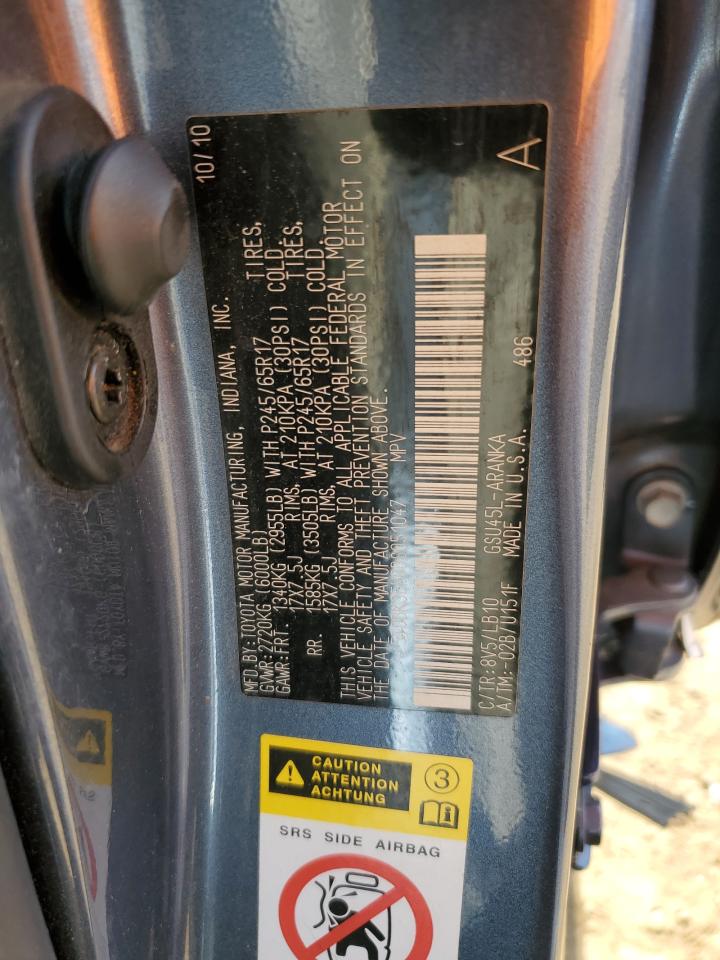 10/10
MFD.BY:TOYOTA MOTOR MANUFACTURING, INDIANA, INC.
GVWR:2720KG(6000LB)
GAWR:FRT. 1340KG (2955LB) WITH P245/65R17 TIRES,
17X7.5J RIMS, AT 210KPA (30PSI) COLD
RR. 1585KG (3505LB) WITH P245/65R17 TIRES,
17X7.5J RIMS, AT 210KPA (30PSI) COLD.
THIS VEHICLE CONFORMS TO ALL APPLICABLE FEDERAL MOTOR
VEHICLE SAFETY AND THEFT PREVENTION STANDARDS IN EFFECT ON
THE DATE OF MANUFACTURE SHOWN ABOVE.
MPV
C/TR:8V5/LB10 GSU45L-ARANKA
A/TM:-02B/U151F MADE IN U.S.A. 486
A
CAUTION
ATTENTION
ACHTUNG
3
SRS SIDE AIRBAG